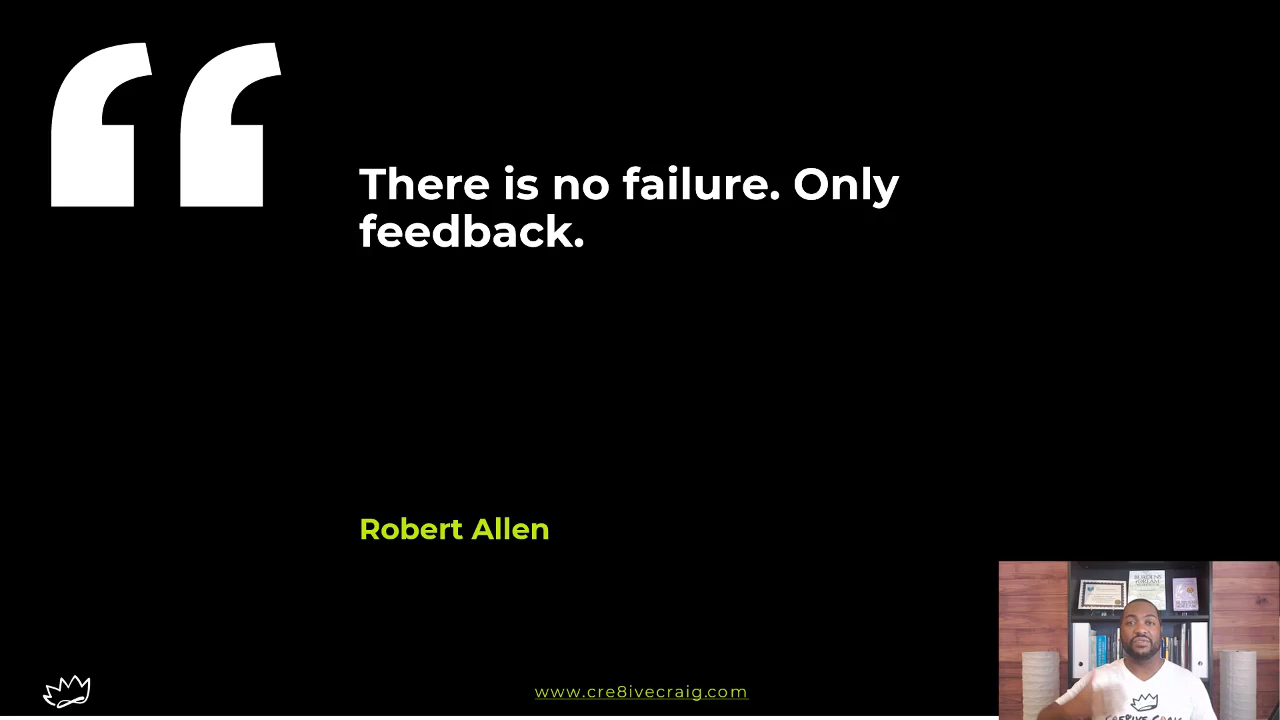 “
There is no failure. Only
feedback.
Robert Allen
www.cre8ivecraig.com